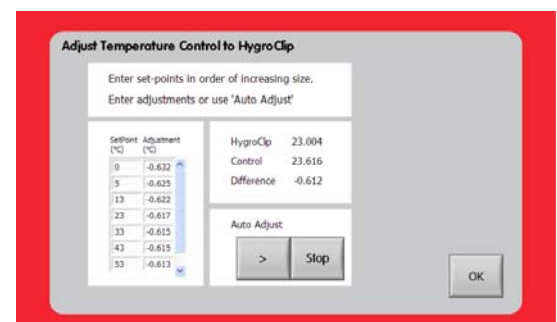 Adjust Temperature Control to HygroClip
Enter set-points in order of increasing size.
Enter adjustments or use 'Auto Adjust'
SetPoint Adjustment
(°C) (°C)
0 -0.632
5 -0.625
13 -0.622
23 -0.617
33 -0.615
43 -0.615
53 -0.613
HygroClip 23.004
Control 23.616
Difference -0.612
Auto Adjust
> Stop
OK